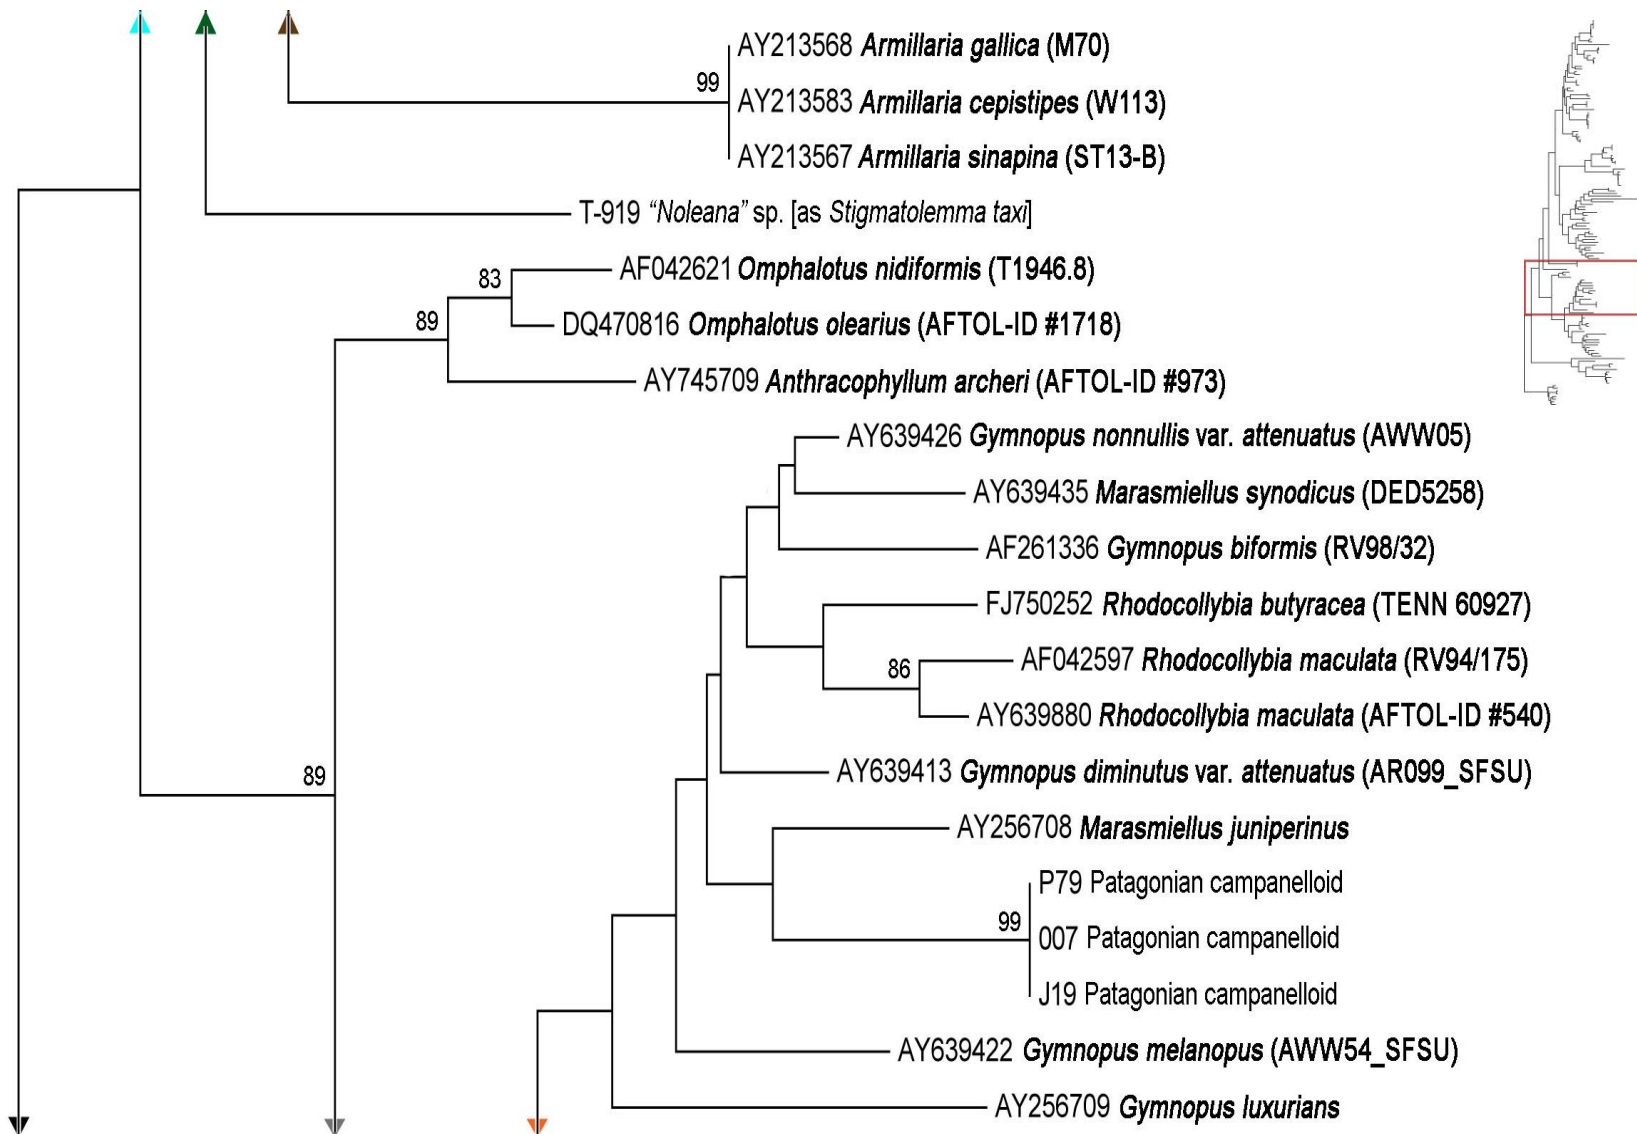 AY213568 Armillaria gallica (M70)
99
AY213583 Armillaria cepistipes (W113)
AY213567 Armillaria sinapina (ST13-B)
T-919 “Noleana” sp. [as Stigmatolemma taxi]
AF042621 Omphalotus nidiformis (T1946.8)
83
89
DQ470816 Omphalotus olearius (AFTOL-ID #1718)
AY745709 Anthracophyllum archeri (AFTOL-ID #973)
AY639426 Gymnopus nonnullis var. attenuatus (AWW05)
AY639435 Marasmiellus synodicus (DED5258)
AF261336 Gymnopus biformis (RV98/32)
FJ750252 Rhodocollybia butyracea (TENN 60927)
AF042597 Rhodocollybia maculata (RV94/175)
86
AY639880 Rhodocollybia maculata (AFTOL-ID #540)
AY639413 Gymnopus diminutus var. attenuatus (AR099_SFSU)
89
AY256708 Marasmiellus juniperinus
P79 Patagonian campanelloid
99
007 Patagonian campanelloid
J19 Patagonian campanelloid
AY639422 Gymnopus melanopus (AWW54_SFSU)
AY256709 Gymnopus luxurians